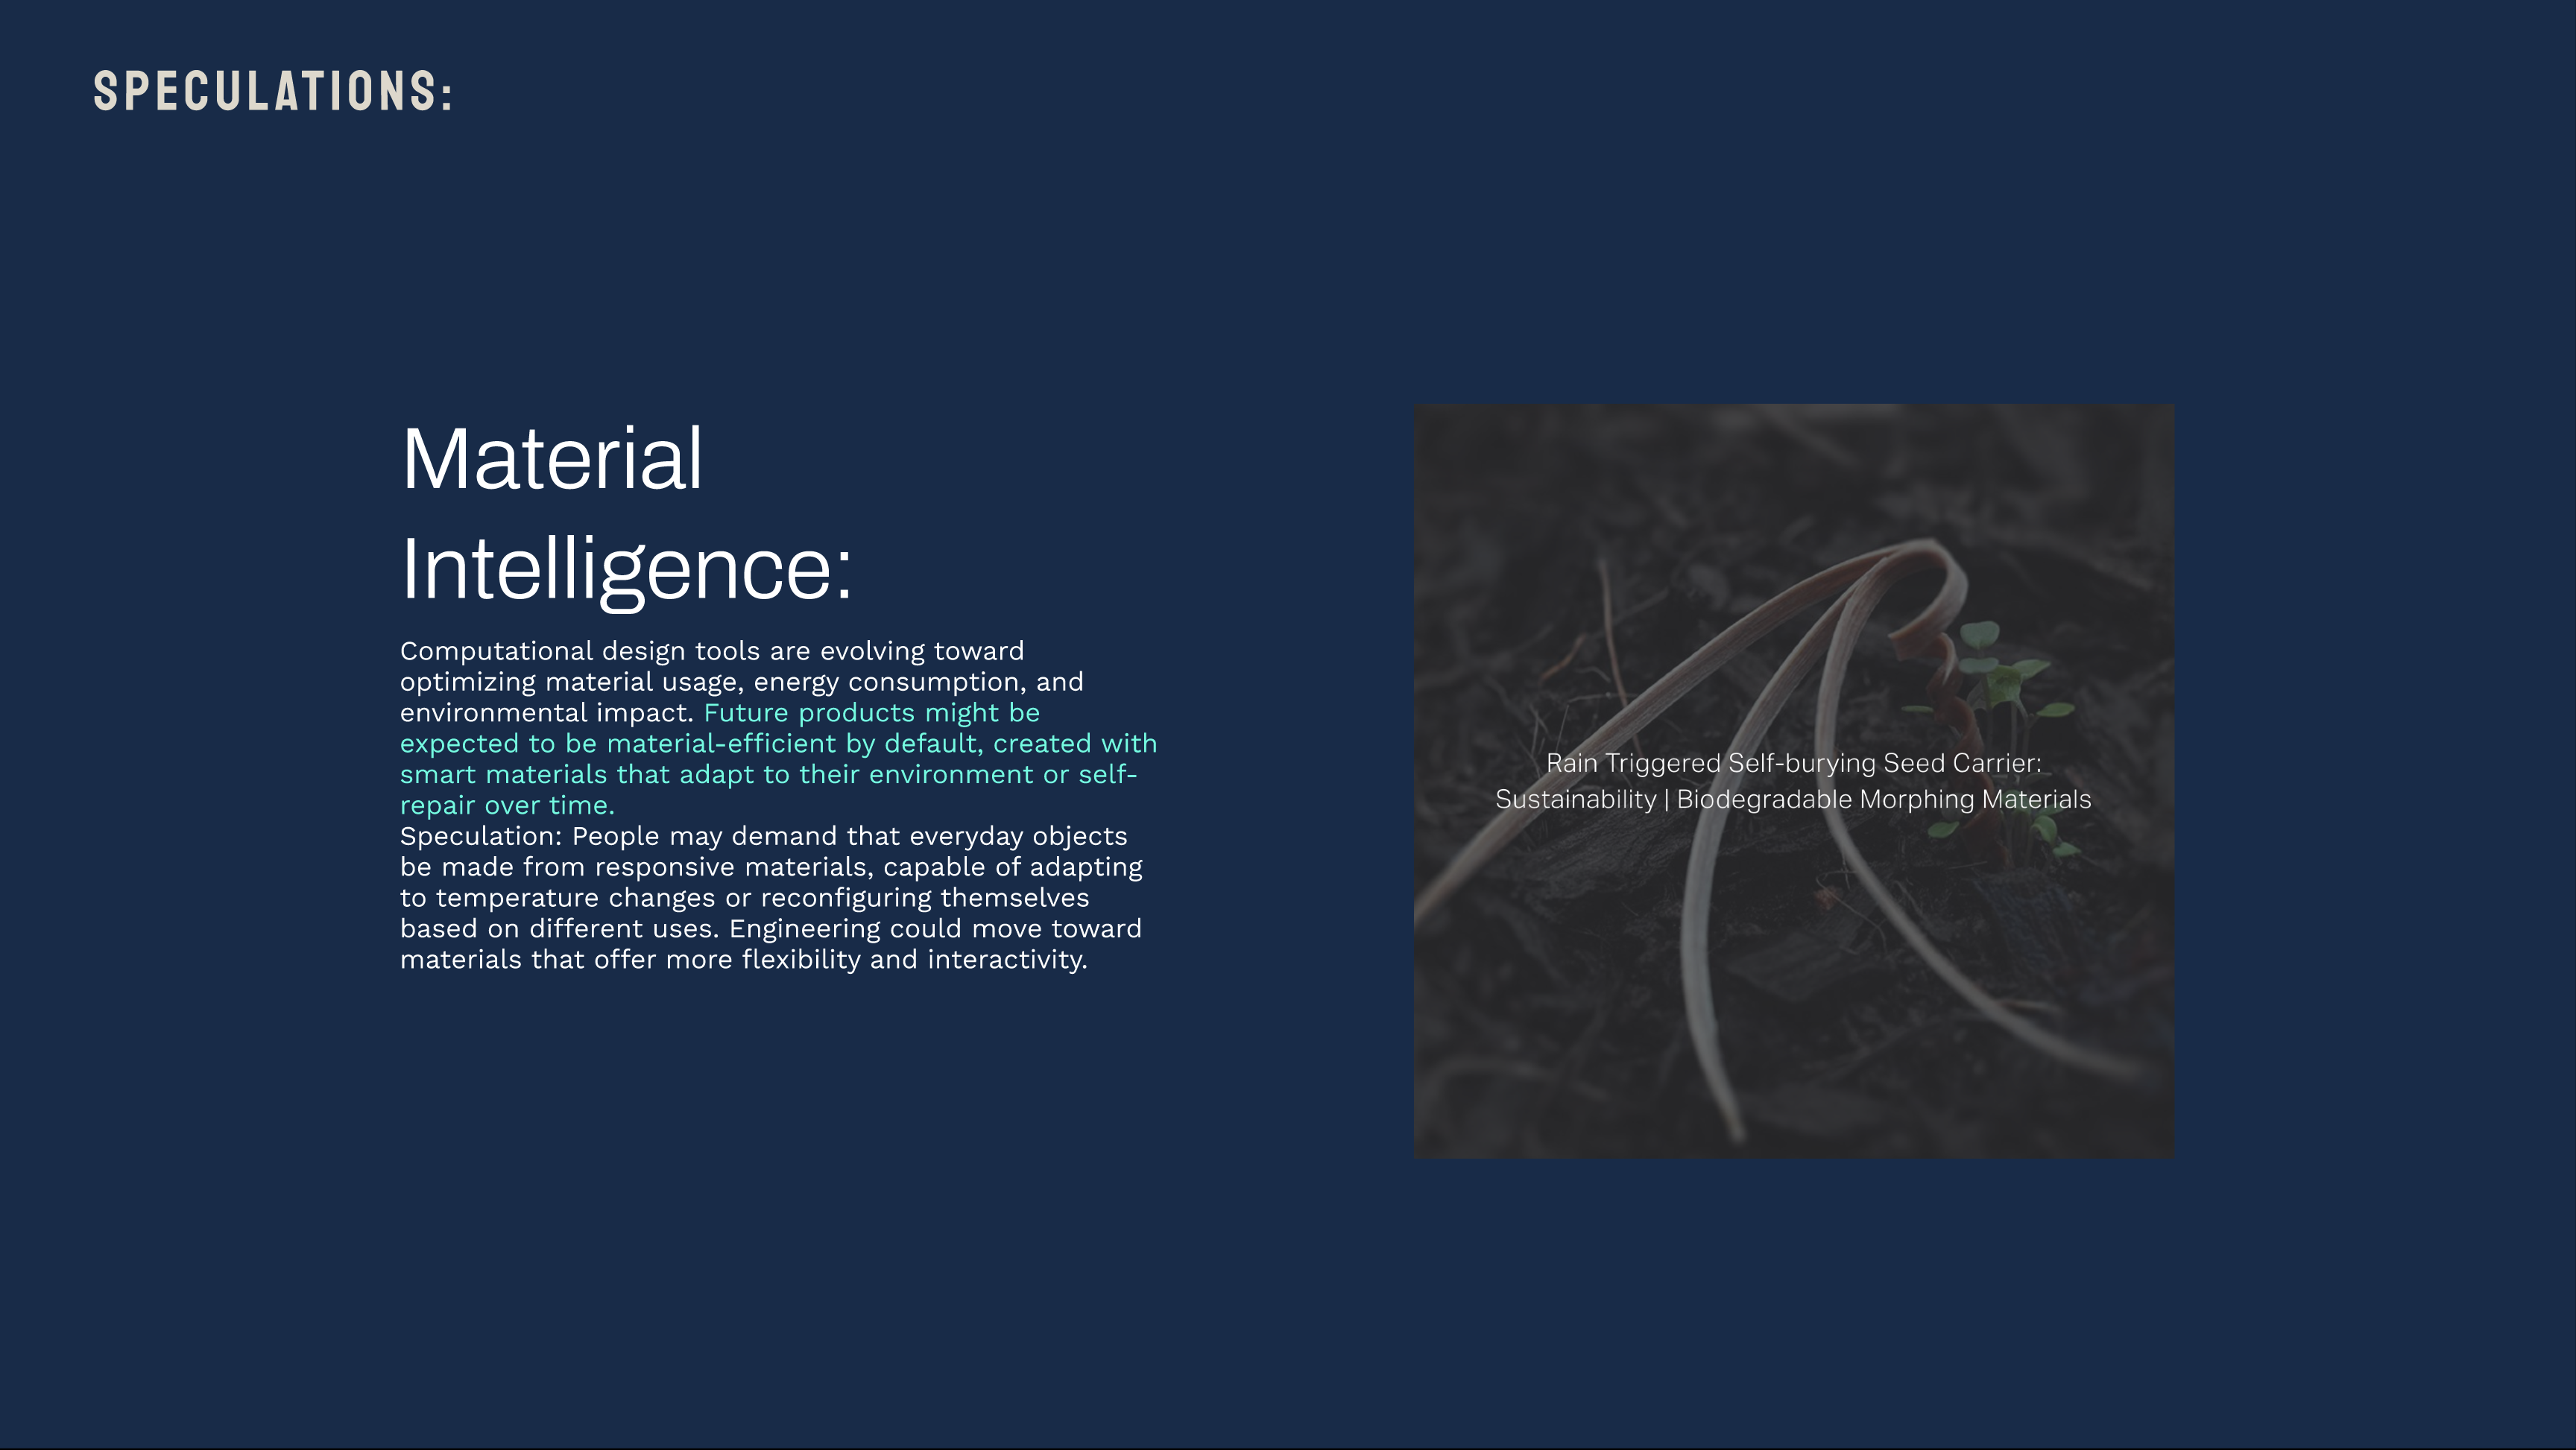 SPECULATIONS:
Material
Intelligence:
Computational design tools are evolving toward
optimizing material usage, energy consumption, and
environmental impact. Future products might be
expected to be material-efficient by default, created with
smart materials that adapt to their environment or self-
repair over time.
Speculation: People may demand that everyday objects
be made from responsive materials, capable of adapting
to temperature changes or reconfiguring themselves
based on different uses. Engineering could move toward
materials that offer more flexibility and interactivity.
Rain Triggered Self-burying Seed Carrier:
Sustainability | Biodegradable Morphing Materials